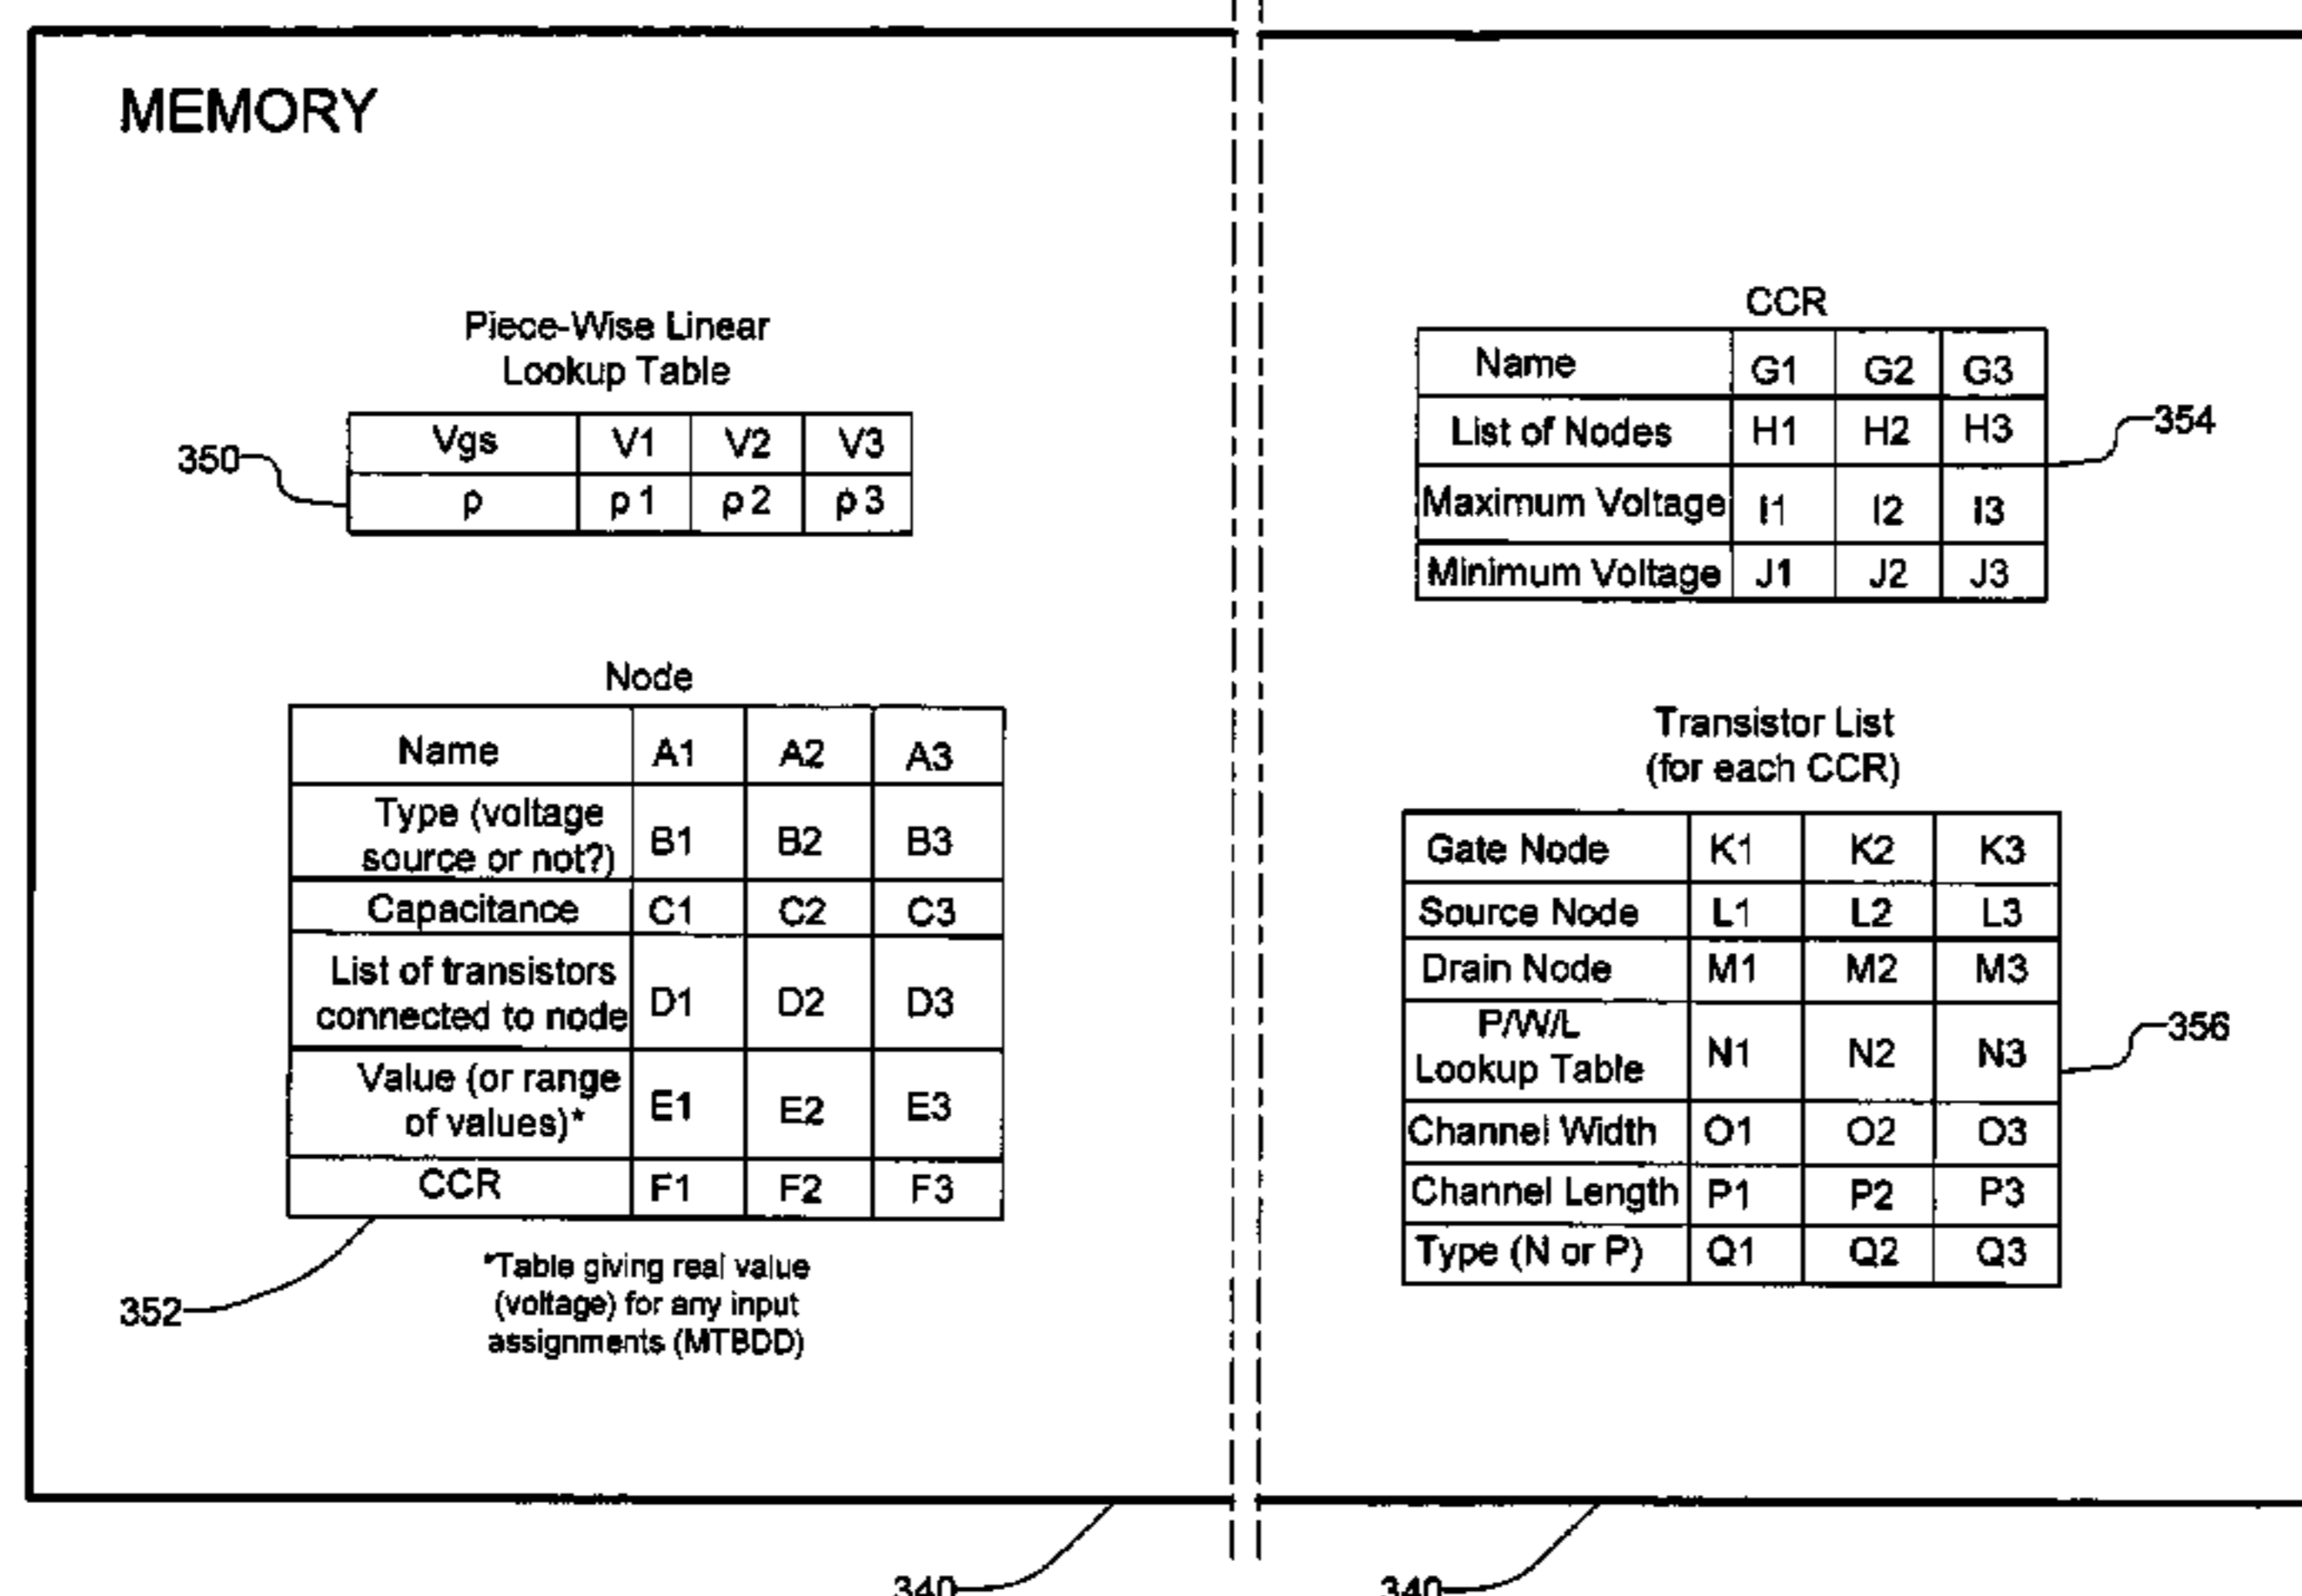 MEMORY
Piece-Wise Linear
Lookup Table
350
Vgs V1 V2 V3
p p1 p2 p3
Node
Name A1 A2 A3
Type (voltage
source or not?) B1 B2 B3
Capacitance C1 C2 C3
List of transistors
connected to node D1 D2 D3
Value (or range
of values)* E1 E2 E3
CCR F1 F2 F3
352
*Table giving real value
(voltage) for any input
assignments (MTBDD)
340
CCR
Name G1 G2 G3
List of Nodes H1 H2 H3
354
Maximum Voltage I1 I2 I3
Minimum Voltage J1 J2 J3
Transistor List
(for each CCR)
Gate Node K1 K2 K3
Source Node L1 L2 L3
Drain Node M1 M2 M3
P/W/L
Lookup Table N1 N2 N3
356
Channel Width O1 O2 O3
Channel Length P1 P2 P3
Type (N or P) Q1 Q2 Q3
340